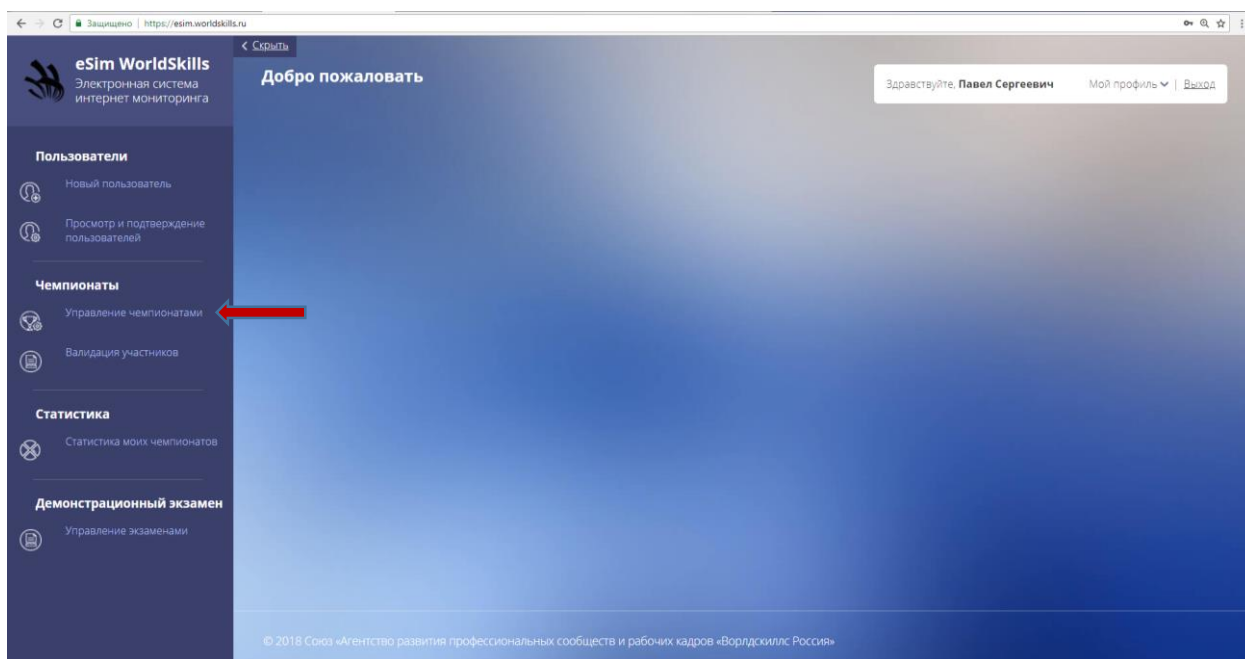 Защищено | https://esim.worldskills.ru
eSim WorldSkills
Электронная система
интернет мониторинга
Скрыть
Добро пожаловать
Здравствуйте, Павел Сергеевич Мой профиль | Выход
Пользователи
Новый пользователь
Просмотр и подтверждение
пользователей
Чемпионаты
Управление чемпионатами
Валидация участников
Статистика
Статистика моих чемпионатов
Демонстрационный экзамен
Управление экзаменами
© 2018 Союз «Агентство развития профессиональных сообществ и рабочих кадров «Ворлдскиллс Россия»